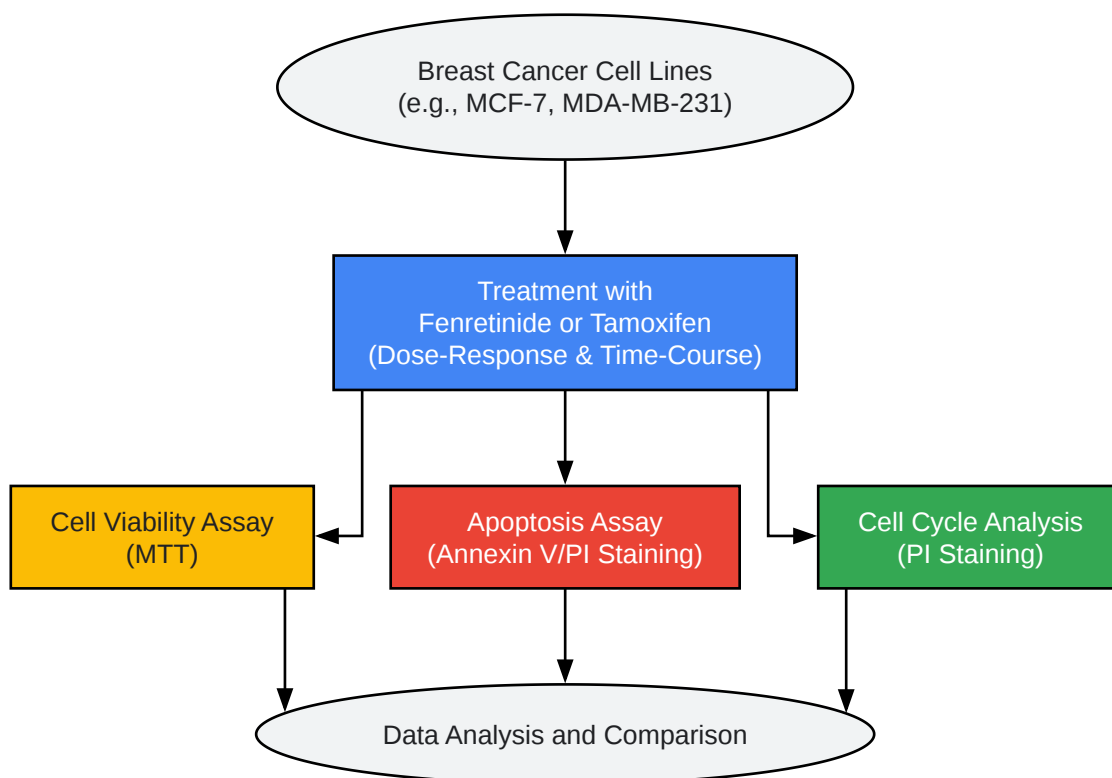 Breast Cancer Cell Lines
(e.g., MCF-7, MDA-MB-231)
Treatment with
Fenretinide or Tamoxifen
(Dose-Response & Time-Course)
Cell Viability Assay
(MTT)
Apoptosis Assay
(Annexin V/PI Staining)
Cell Cycle Analysis
(PI Staining)
Data Analysis and Comparison